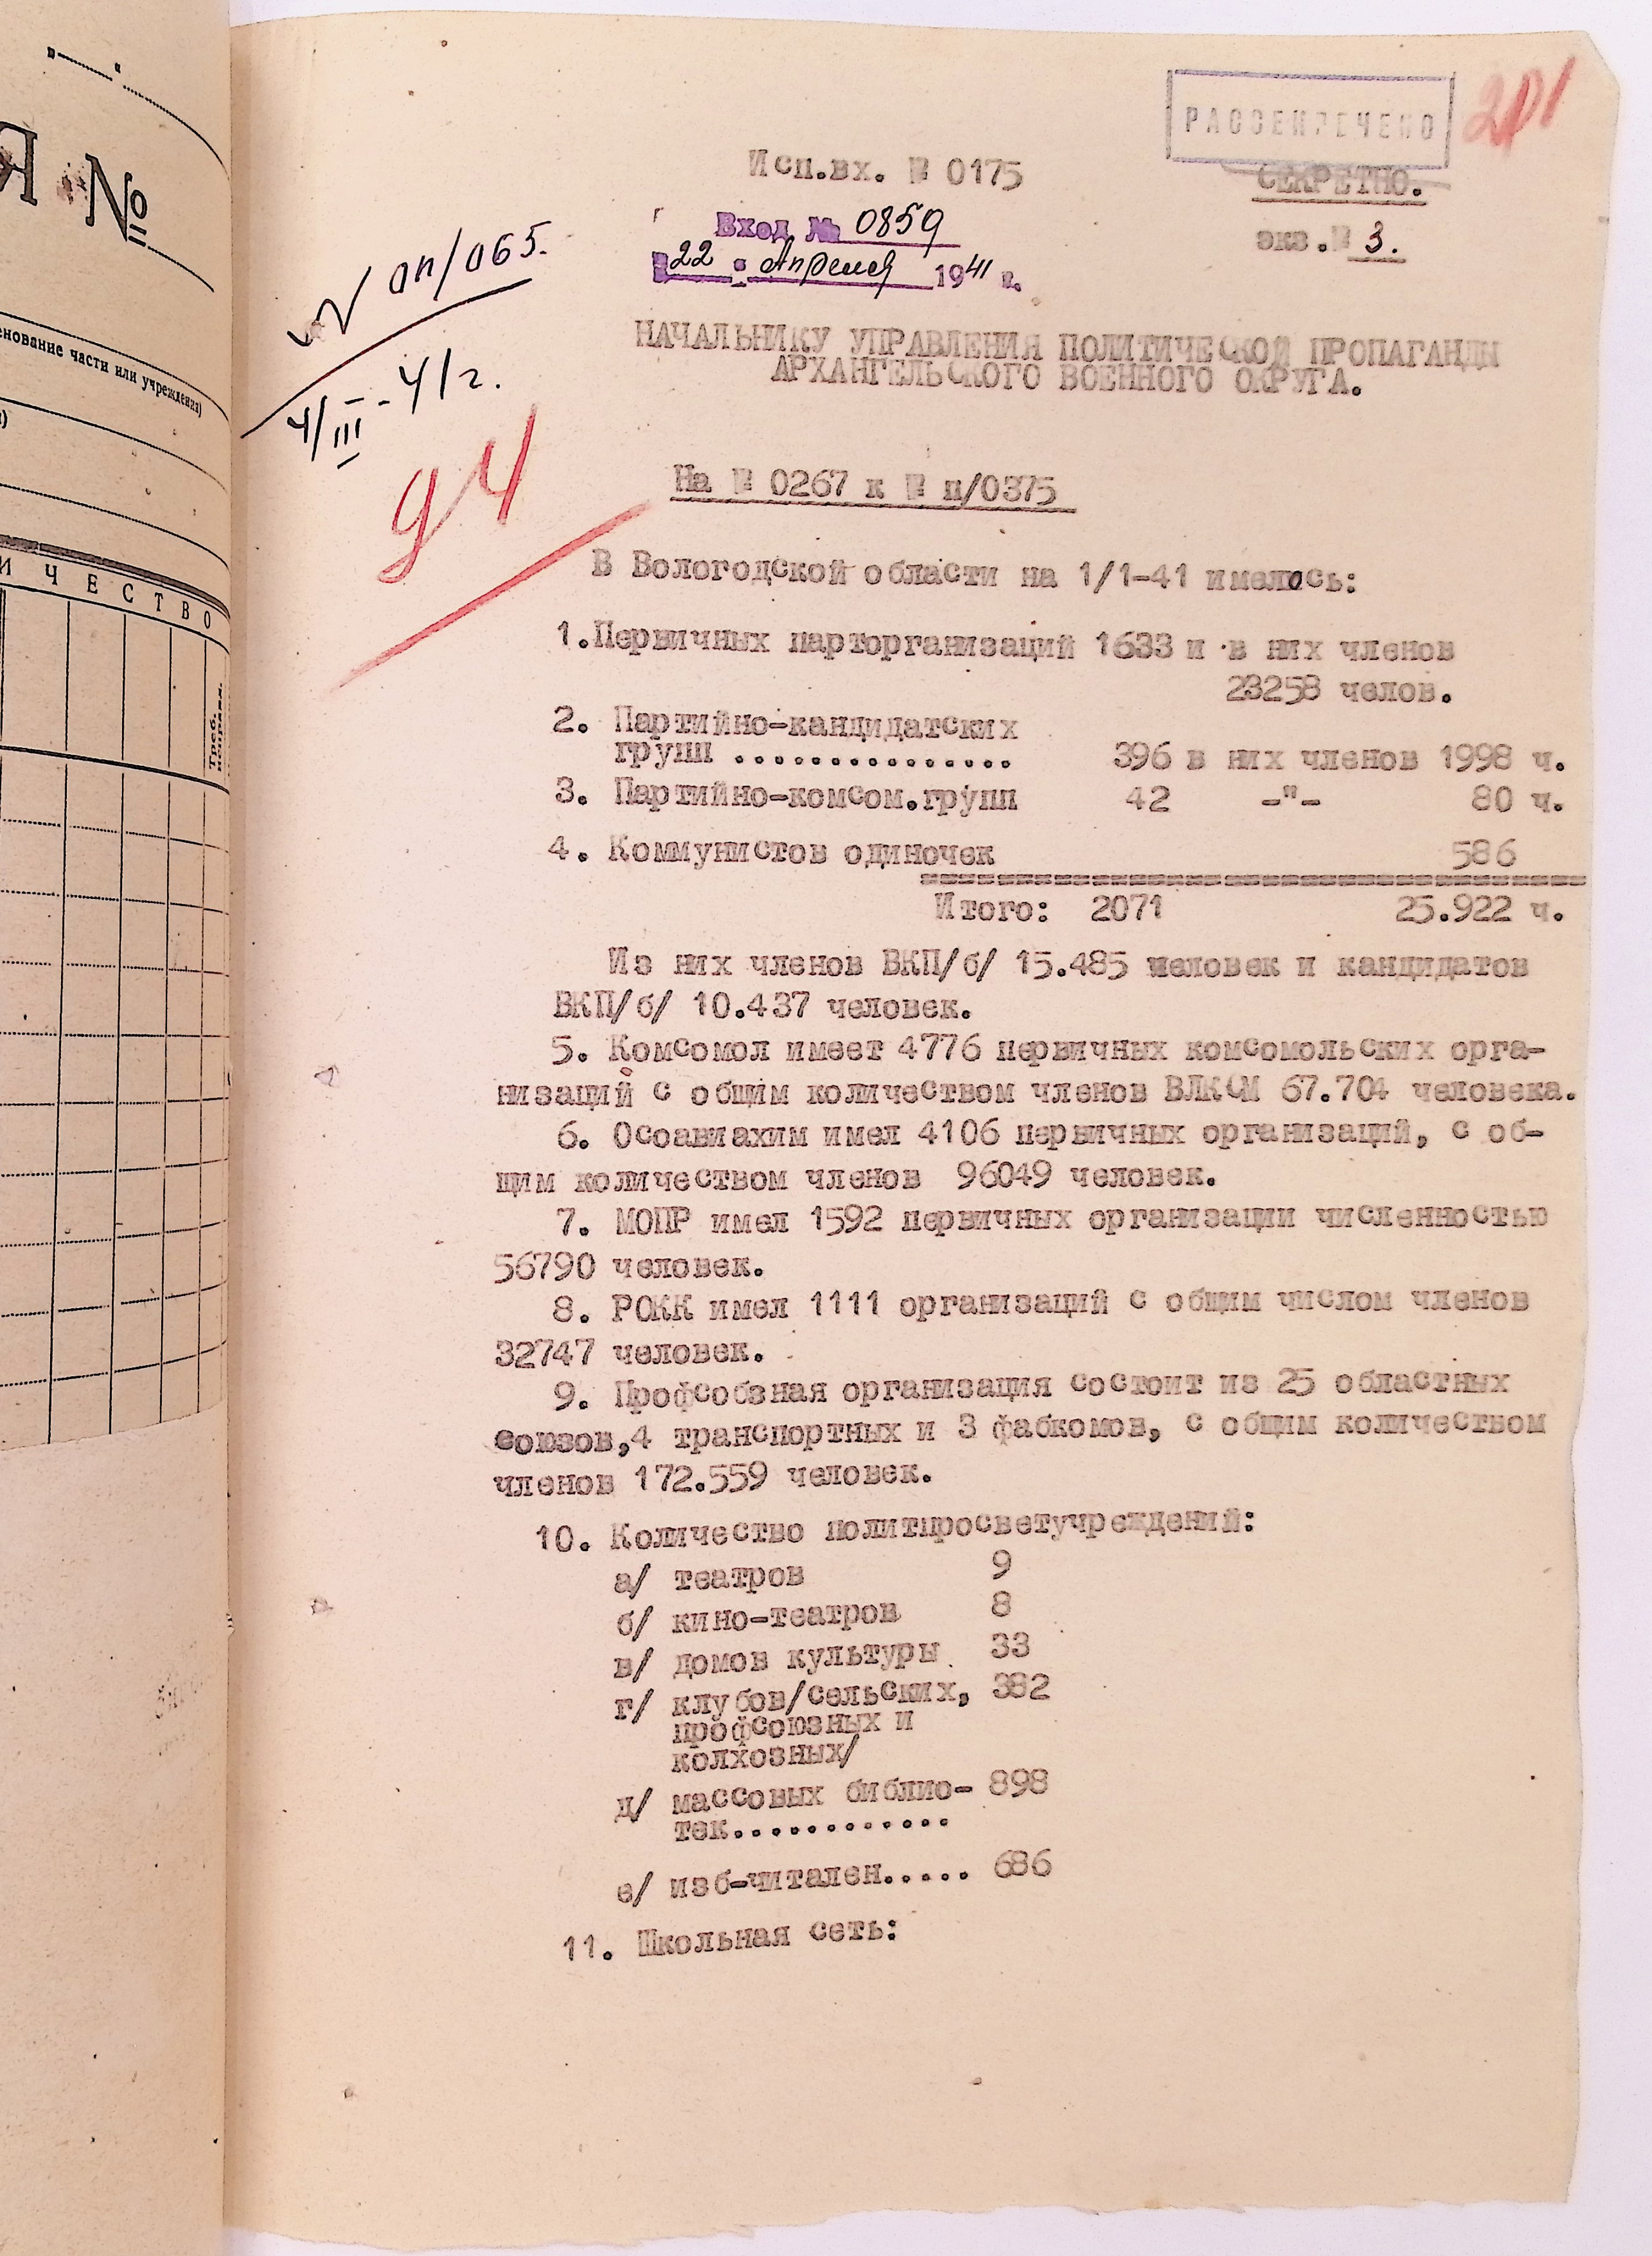 Я №
енование части или учреждения)
И Ч Е С Т В О
Треб.
исправл.
РАССЕКРЕЧЕНО
201
Исп.вх. № 0175
СЕКРЕТНО.
Вход № 0859
экз.№ 3.
22 Апреля 1941 г.
№ оп/065.
4/III-41г.
94
НАЧАЛЬНИКУ УПРАВЛЕНИЯ ПОЛИТИЧЕСКОЙ ПРОПАГАНДЫ
АРХАНГЕЛЬСКОГО ВОЕННОГО ОКРУГА.
На № 0267 к № п/0375
В Вологодской области на 1/1-41 имелось:
1.Первичных парторганизаций 1633 и в них членов
23258 челов.
2. Партийно-кандидатских
групп ............... 396 в них членов 1998 ч.
3. Партийно-комсом.групп 42 -"- 80 ч.
4. Коммунистов одиночек 586
Итого: 2071 25.922 ч.
Из них членов ВКП/б/ 15.485 человек и кандидатов
ВКП/б/ 10.437 человек.
5. Комсомол имеет 4776 первичных комсомольских орга-
низаций с общим количеством членов ВЛКСМ 67.704 человека.
6. Осоавиахим имел 4106 первичных организаций, с об-
щим количеством членов 96049 человек.
7. МОПР имел 1592 первичных организации численностью
56790 человек.
8. РОКК имел 1111 организаций с общим числом членов
32747 человек.
9. Профсобзная организация состоит из 25 областных
союзов,4 транспортных и 3 фабкомов, с общим количеством
членов 172.559 человек.
10. Количество политпросветучреждений:
а/ театров 9
б/ кино-театров 8
в/ домов культуры 33
г/ клубов/сельских, 382
профсоюзных и
колхозных/
д/ массовых библио- 898
тек............
е/ изб-читален..... 686
11. Школьная сеть: